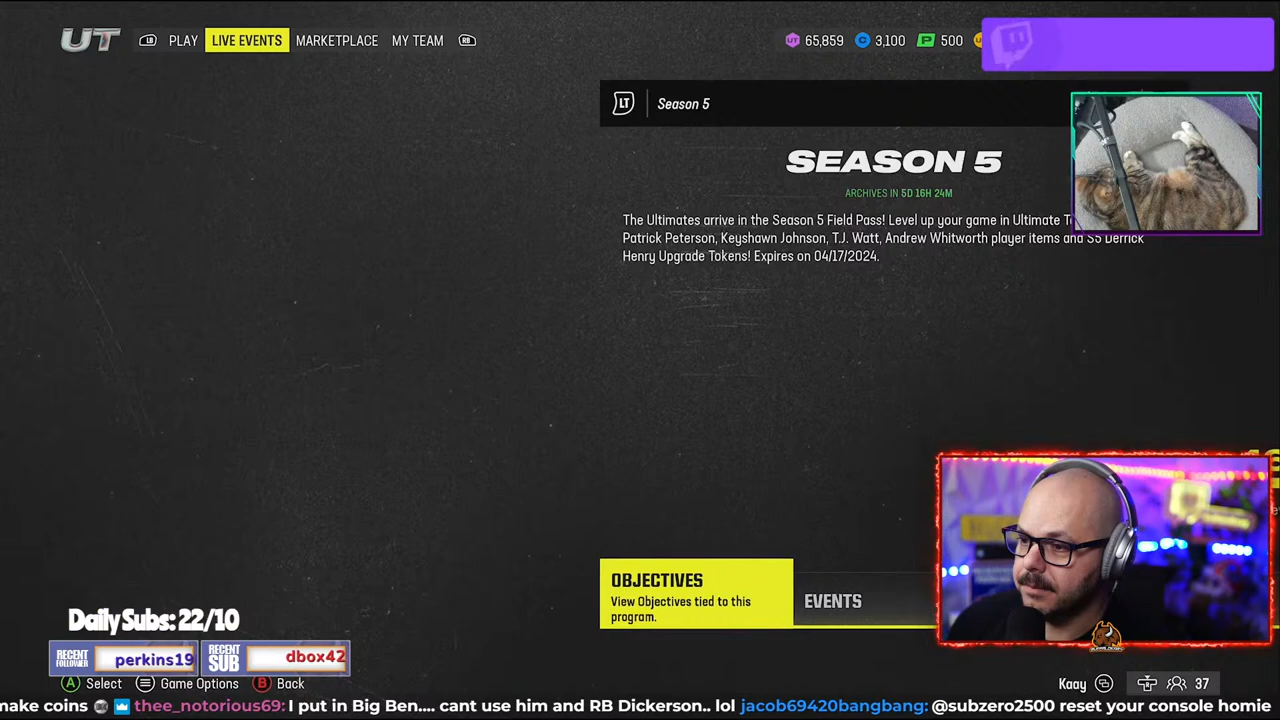 UT LB PLAY LIVE EVENTS MARKETPLACE MY TEAM RB UT 65,859 C 3,100 P 500
LT Season 5
SEASON 5
ARCHIVES IN 5D 16H 24M
The Ultimates arrive in the Season 5 Field Pass! Level up your game in Ultimate
Patrick Peterson, Keyshawn Johnson, T.J. Watt, Andrew Whitworth player items and S5 Derrick
Henry Upgrade Tokens! Expires on 04/17/2024.
OBJECTIVES
View Objectives tied to this
program.
EVENTS
Daily Subs: 22/10
RECENT FOLLOWER perkins19
RECENT SUB dbox42
A Select Game Options B Back
Kaay 37
make coins thee_notorious69: I put in Big Ben.... cant use him and RB Dickerson.. lol jacob69420bangbang: @subzero2500 reset your console homie